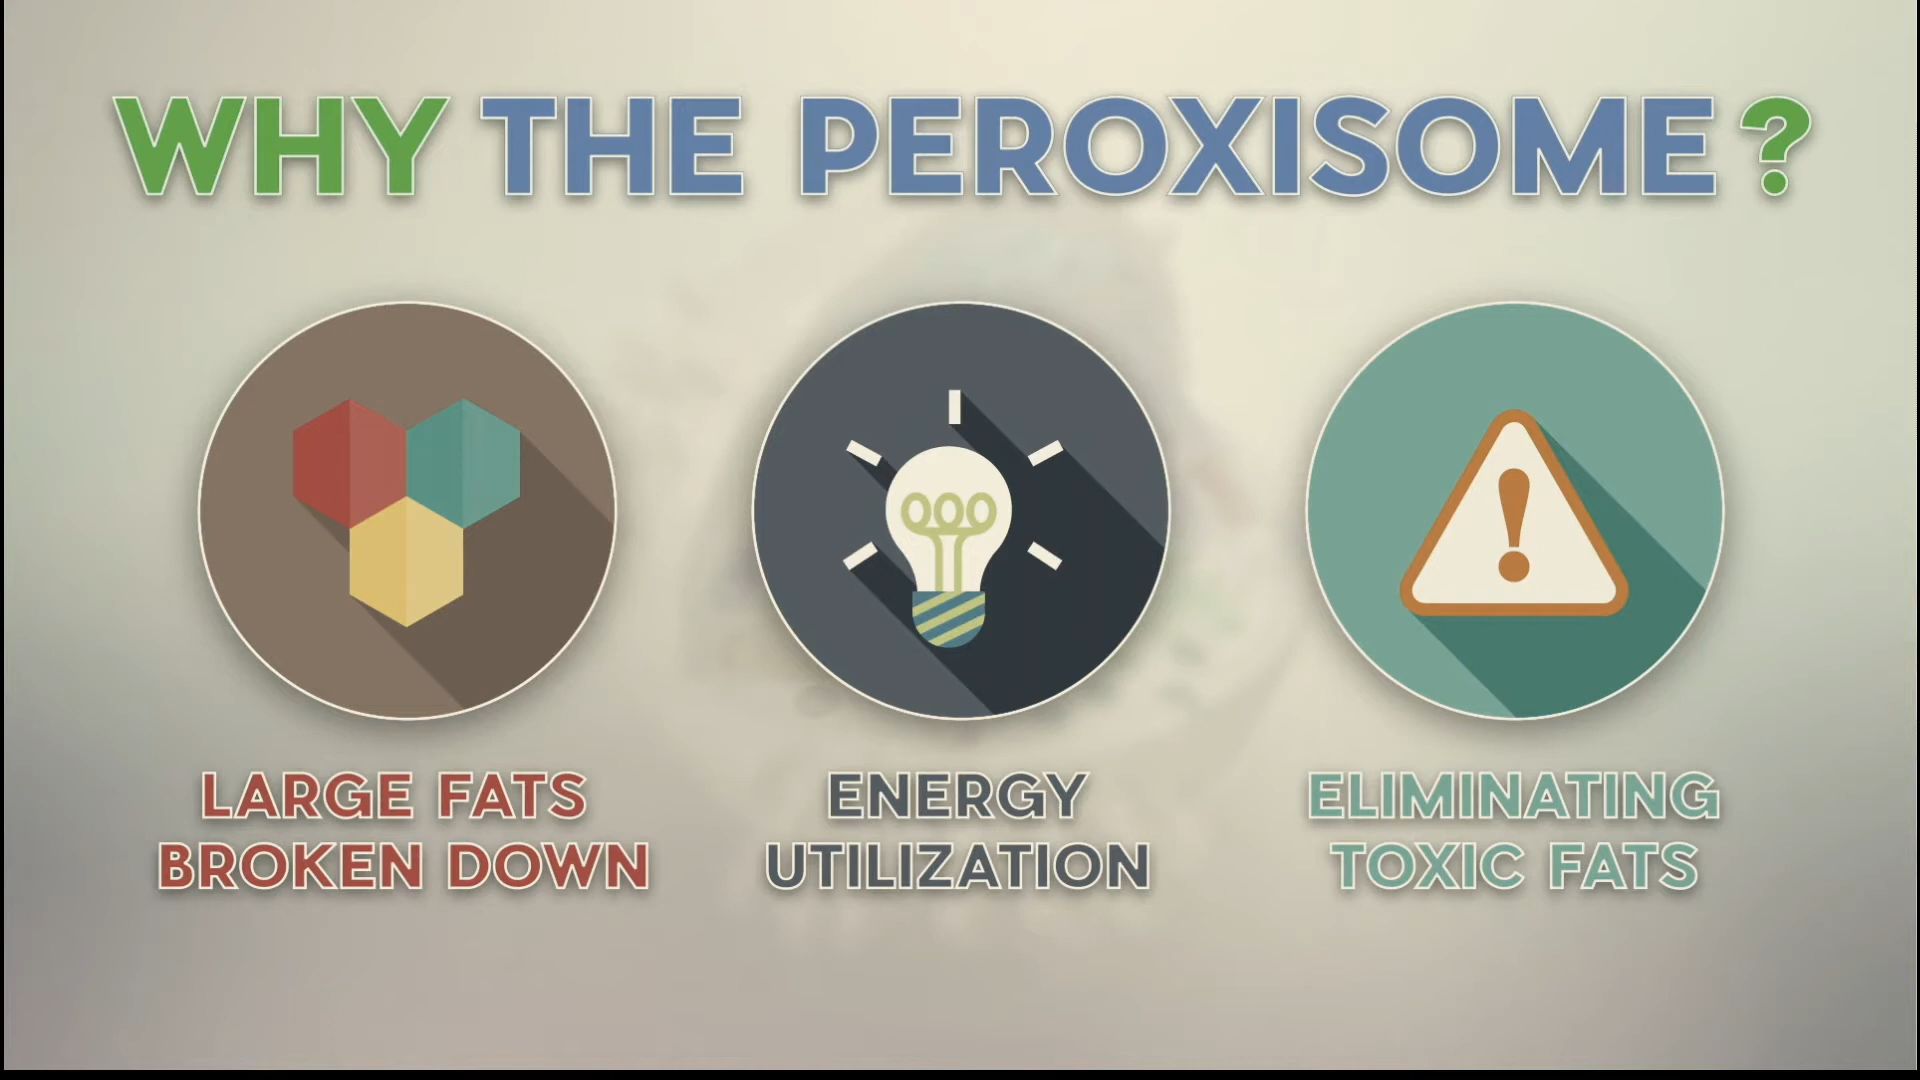 WHY THE PEROXISOME?
LARGE FATS
BROKEN DOWN
ENERGY
UTILIZATION
ELIMINATING
TOXIC FATS